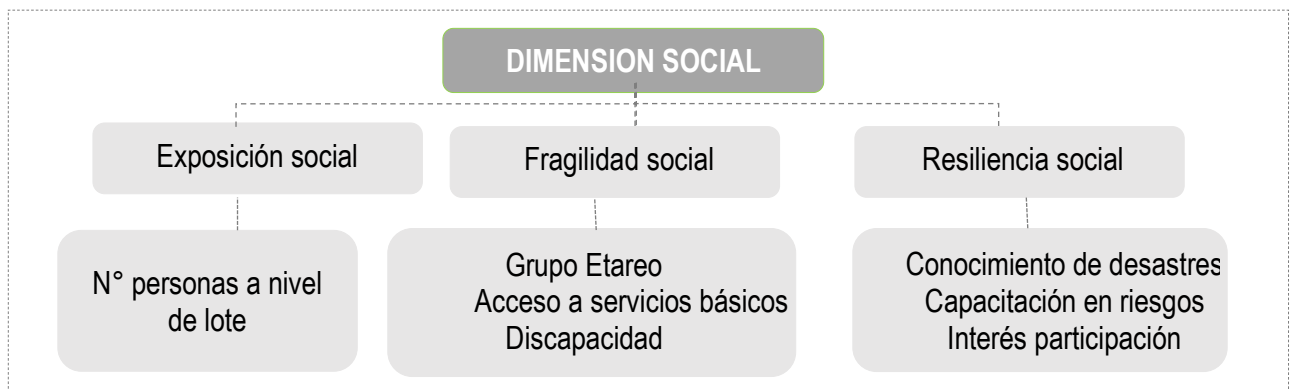 DIMENSION SOCIAL
Exposición social
Fragilidad social
Resiliencia social
N° personas a nivel
de lote
Grupo Etareo
Acceso a servicios básicos
Discapacidad
Conocimiento de desastres
Capacitación en riesgos
Interés participación